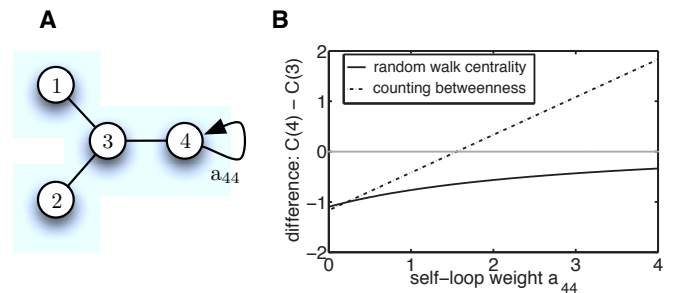 A
1
3
4
2
a44
B
difference: C(4) − C(3)
2
1
0
−1
−2
random walk centrality
counting betweenness
0
1
2
3
4
self−loop weight a 44